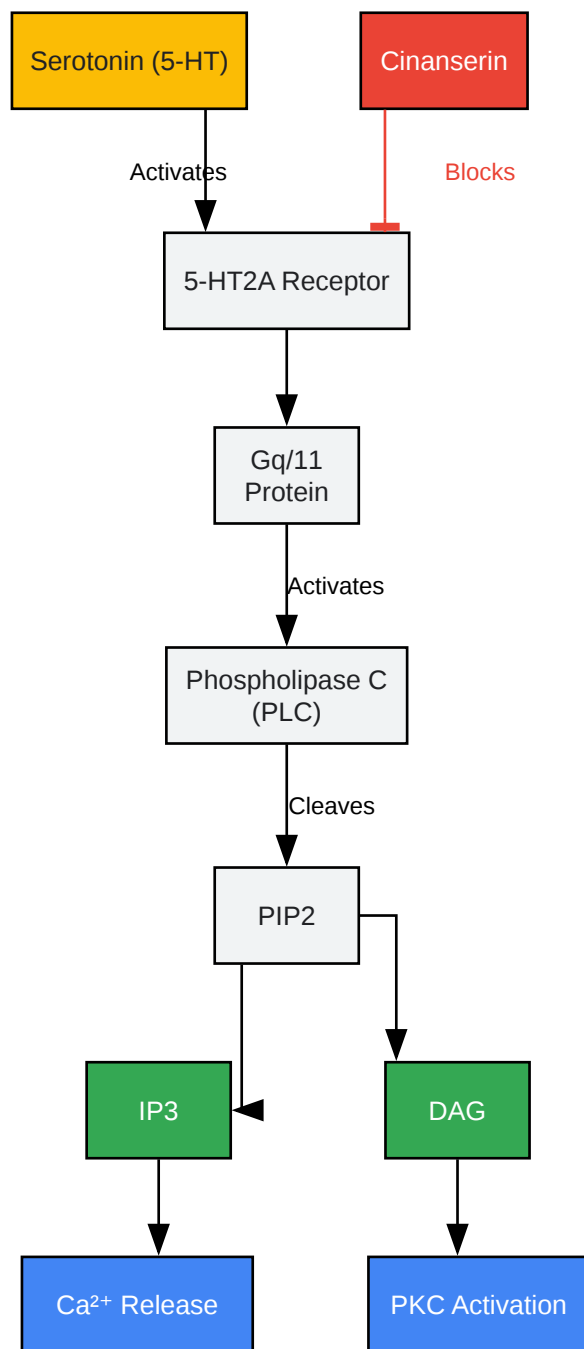 Serotonin (5-HT)
Cinanserin
Activates
Blocks
5-HT2A Receptor
Gq/11
Protein
Activates
Phospholipase C
(PLC)
Cleaves
PIP2
IP3
DAG
Ca²⁺ Release
PKC Activation